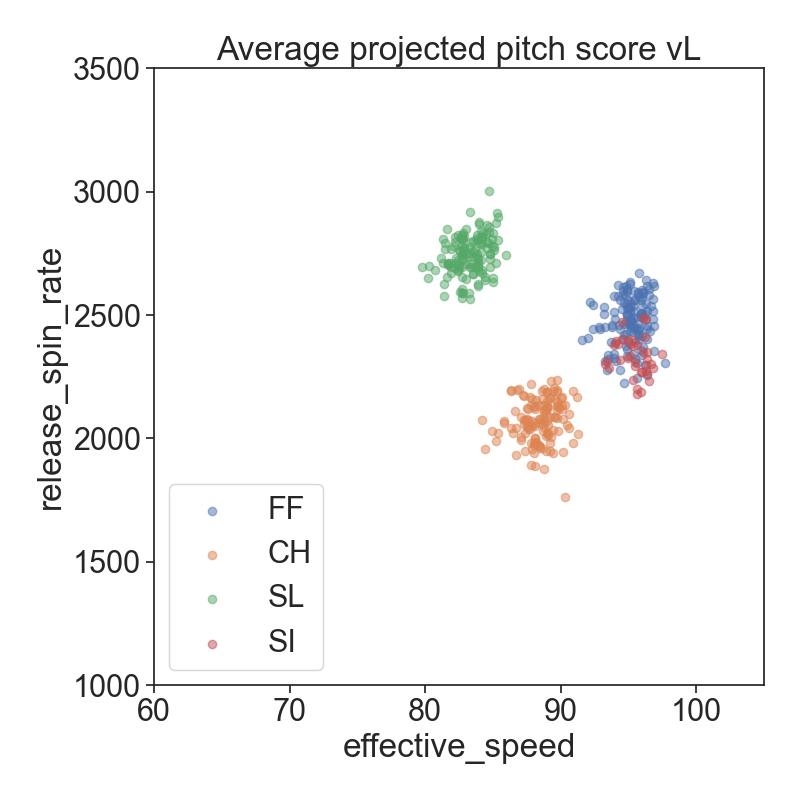 Average projected pitch score vL
3500
3000
2500
2000
1500
1000
release_spin_rate
FF
CH
SL
SI
60 70 80 90 100
effective_speed